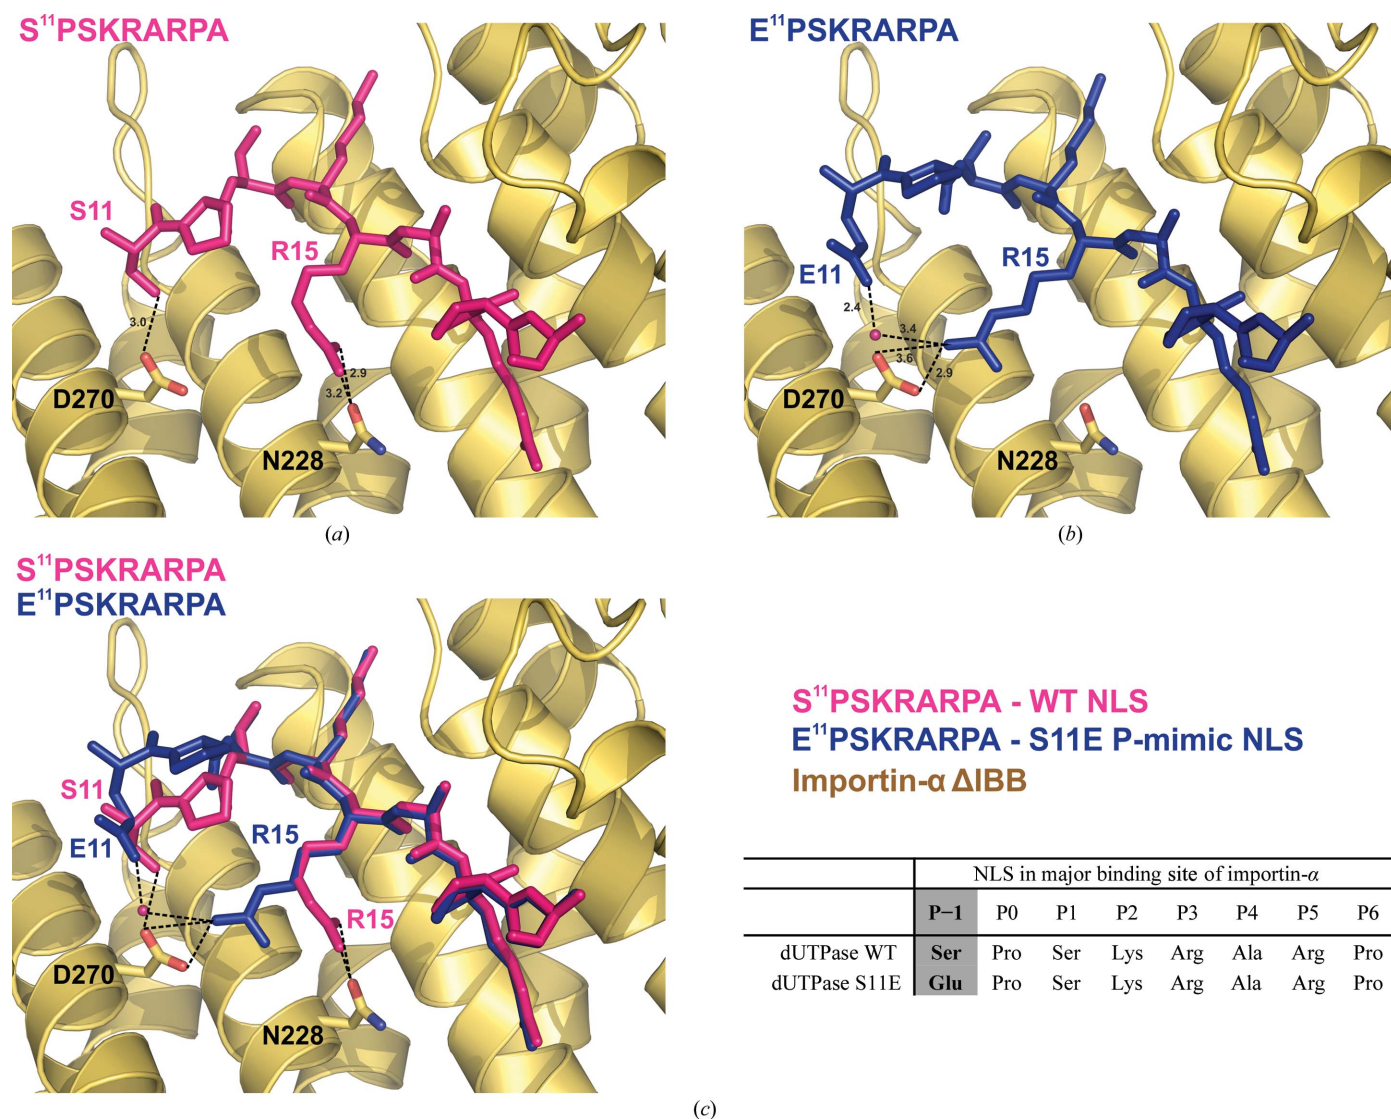 S¹¹PSKRARPA
S11
R15
3.0
2.9
3.2
D270
N228
(a)
E¹¹PSKRARPA
E11
R15
2.4
3.4
3.6
2.9
D270
N228
(b)
S¹¹PSKRARPA
E¹¹PSKRARPA
S11
E11
R15
R15
D270
N228
S¹¹PSKRARPA - WT NLS
E¹¹PSKRARPA - S11E P-mimic NLS
Importin-α ΔIBB
NLS in major binding site of importin-α
P−1 P0 P1 P2 P3 P4 P5 P6
dUTPase WT Ser Pro Ser Lys Arg Ala Arg Pro
dUTPase S11E Glu Pro Ser Lys Arg Ala Arg Pro
(c)